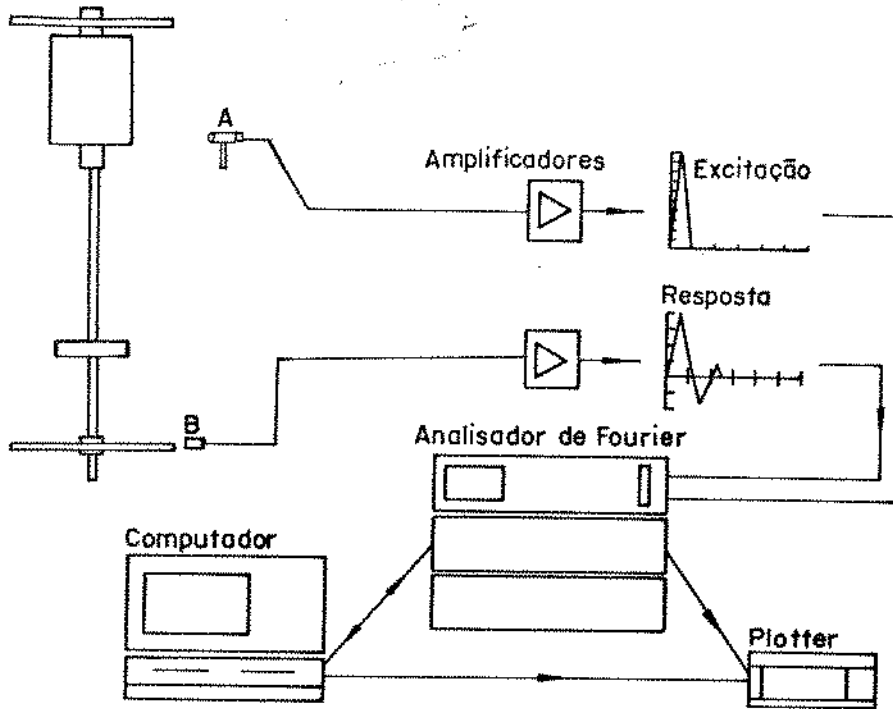 A
Amplificadores
Excitação
Resposta
B
Analisador de Fourier
Computador
Plotter